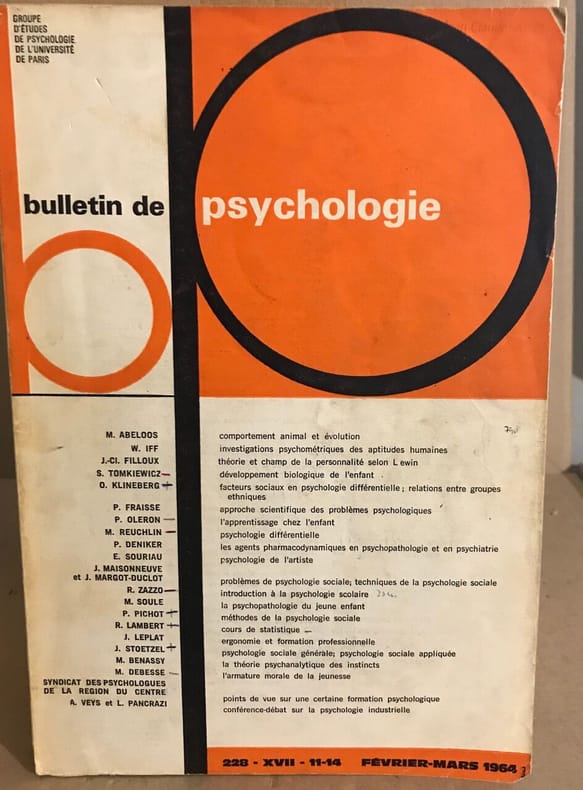 GROUPE
D'ÉTUDES
DE PSYCHOLOGIE
DE L'UNIVERSITÉ
DE PARIS
bulletin de psychologie
M. ABELOOS comportement animal et évolution
W. IFF investigations psychométriques des aptitudes humaines
J.-Cl. FILLOUX théorie et champ de la personnalité selon Lewin
S. TOMKIEWICZ développement biologique de l'enfant
O. KLINEBERG facteurs sociaux en psychologie différentielle ; relations entre groupes
ethniques
P. FRAISSE approche scientifique des problèmes psychologiques
P. OLERON l'apprentissage chez l'enfant
M. REUCHLIN psychologie différentielle
P. DENIKER les agents pharmacodynamiques en psychopathologie et en psychiatrie
E. SOURIAU psychologie de l'artiste
J. MAISONNEUVE
et J. MARGOT-DUCLOT problèmes de psychologie sociale; techniques de la psychologie sociale
R. ZAZZO introduction à la psychologie scolaire
M. SOULE la psychopathologie du jeune enfant
P. PICHOT méthodes de la psychologie sociale
R. LAMBERT cours de statistique
J. LEPLAT ergonomie et formation professionnelle
J. STOETZEL psychologie sociale générale; psychologie sociale appliquée
M. BENASSY la théorie psychanalytique des instincts
M. DEBESSE l'armature morale de la jeunesse
SYNDICAT DES PSYCHOLOGUES
DE LA REGION DU CENTRE points de vue sur une certaine formation psychologique
A. VEYS et L. PANCRAZI conférence-débat sur la psychologie industrielle
228 - XVII - 11-14 FÉVRIER-MARS 1964